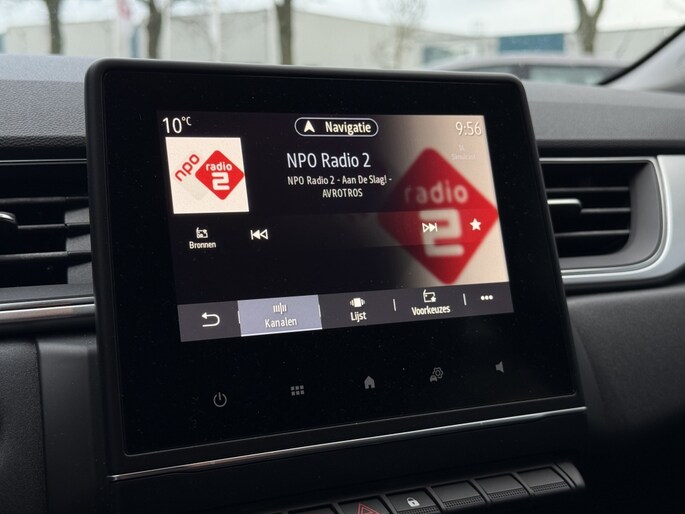 10°C
Navigatie
9:56
npo
radio
2
NPO Radio 2
NPO Radio 2 - Aan De Slag! -
AVROTROS
radio
2
Bronnen
Kanalen
Lijst
Voorkeuzes